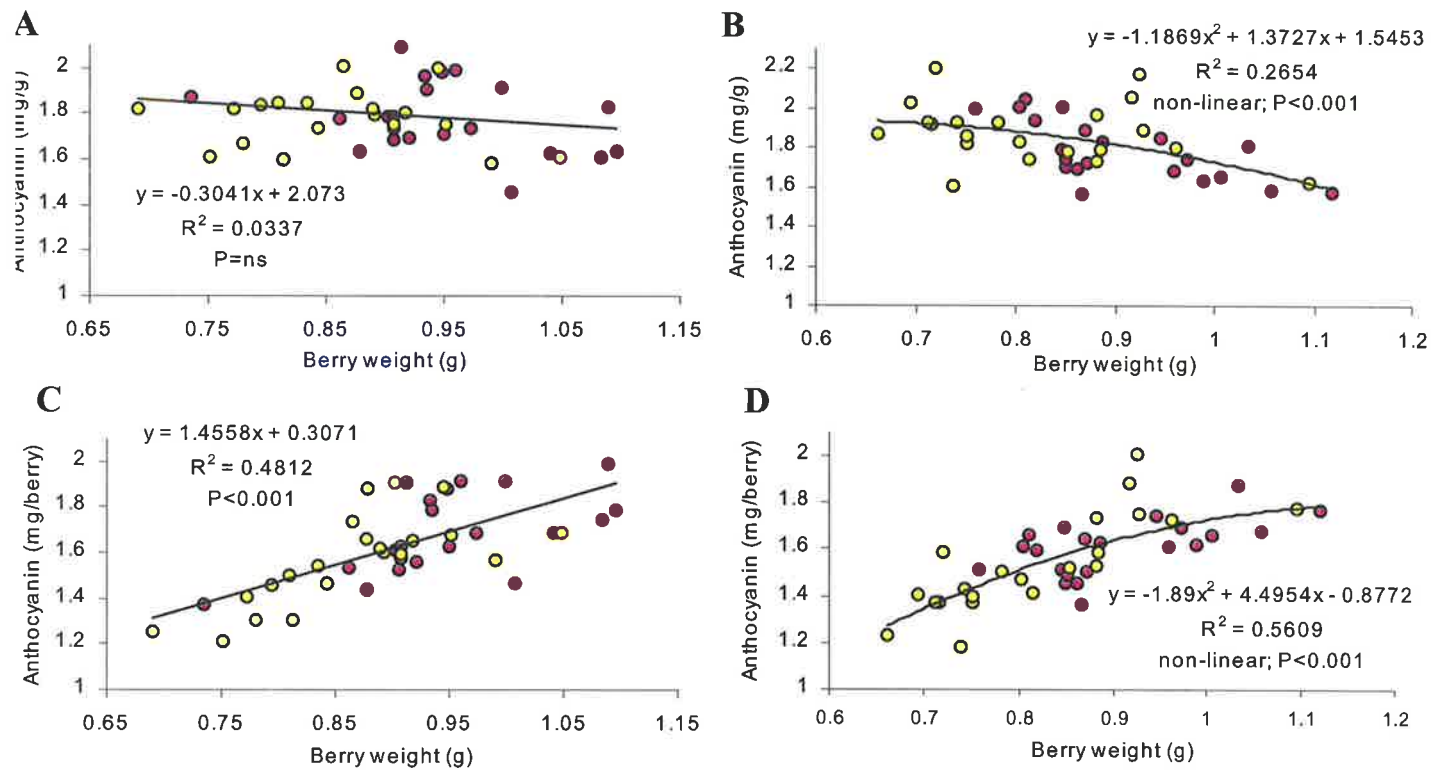 A
Anthocyanin (mg/g)
2
1.8
1.6
1.4
1.2
1
y = -0.3041x + 2.073
R² = 0.0337
P=ns
0.65 0.75 0.85 0.95 1.05 1.15
Berry weight (g)
B
Anthocyanin (mg/g)
2.2
2
1.8
1.6
1.4
1.2
1
y = -1.1869x² + 1.3727x + 1.5453
R² = 0.2654
non-linear; P<0.001
0.6 0.7 0.8 0.9 1 1.1 1.2
Berry weight (g)
C
Anthocyanin (mg/berry)
2
1.8
1.6
1.4
1.2
1
y = 1.4558x + 0.3071
R² = 0.4812
P<0.001
0.65 0.75 0.85 0.95 1.05 1.15
Berry weight (g)
D
Anthocyanin (mg/berry)
2
1.8
1.6
1.4
1.2
1
y = -1.89x² + 4.4954x - 0.8772
R² = 0.5609
non-linear; P<0.001
0.6 0.7 0.8 0.9 1 1.1 1.2
Berry weight (g)